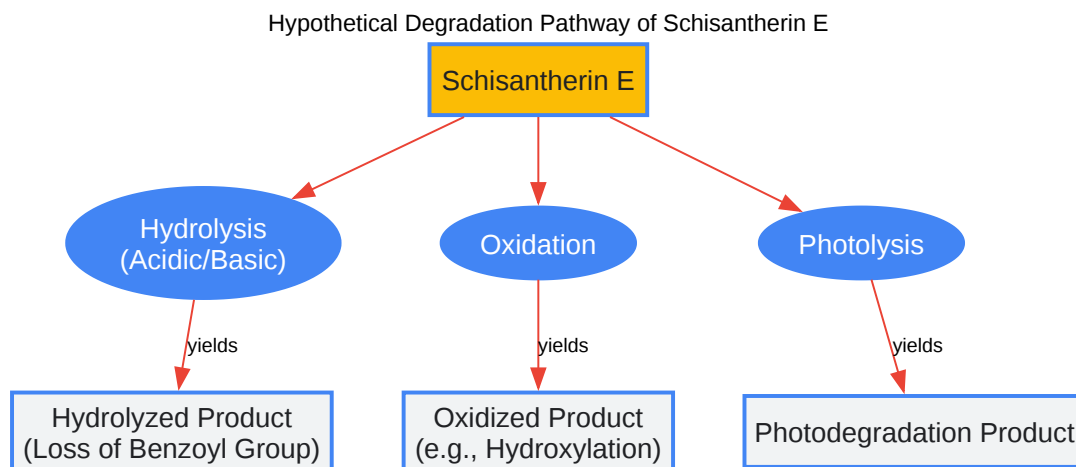 Hypothetical Degradation Pathway of Schisantherin E
Schisantherin E
Hydrolysis
(Acidic/Basic)
Oxidation
Photolysis
yields
yields
yields
Hydrolyzed Product
(Loss of Benzoyl Group)
Oxidized Product
(e.g., Hydroxylation)
Photodegradation Product